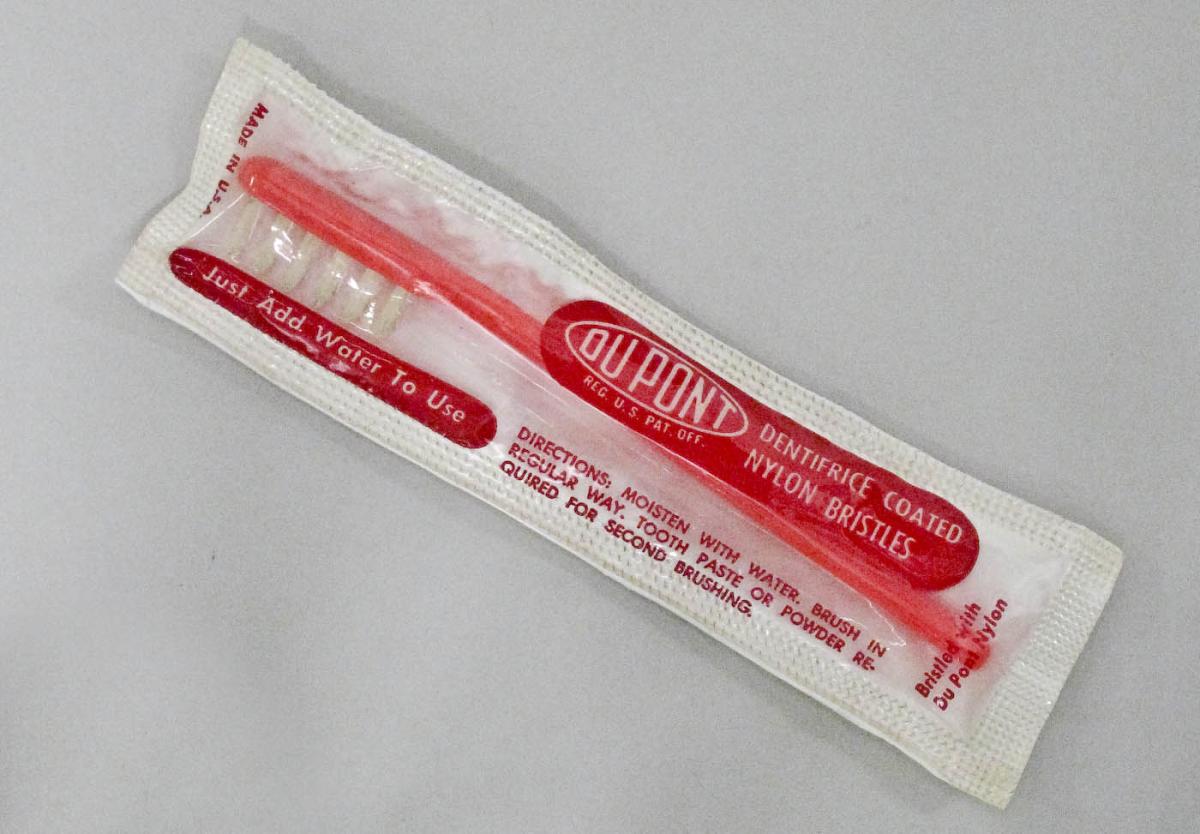 MADE IN U.S.A.
Just Add Water To Use
DU PONT
REG. U.S. PAT. OFF.
DENTIFRICE COATED
NYLON BRISTLES
DIRECTIONS: MOISTEN WITH WATER. BRUSH IN
REGULAR WAY. TOOTH PASTE OR POWDER RE-
QUIRED FOR SECOND BRUSHING.
Bristled with
Du Pont Nylon